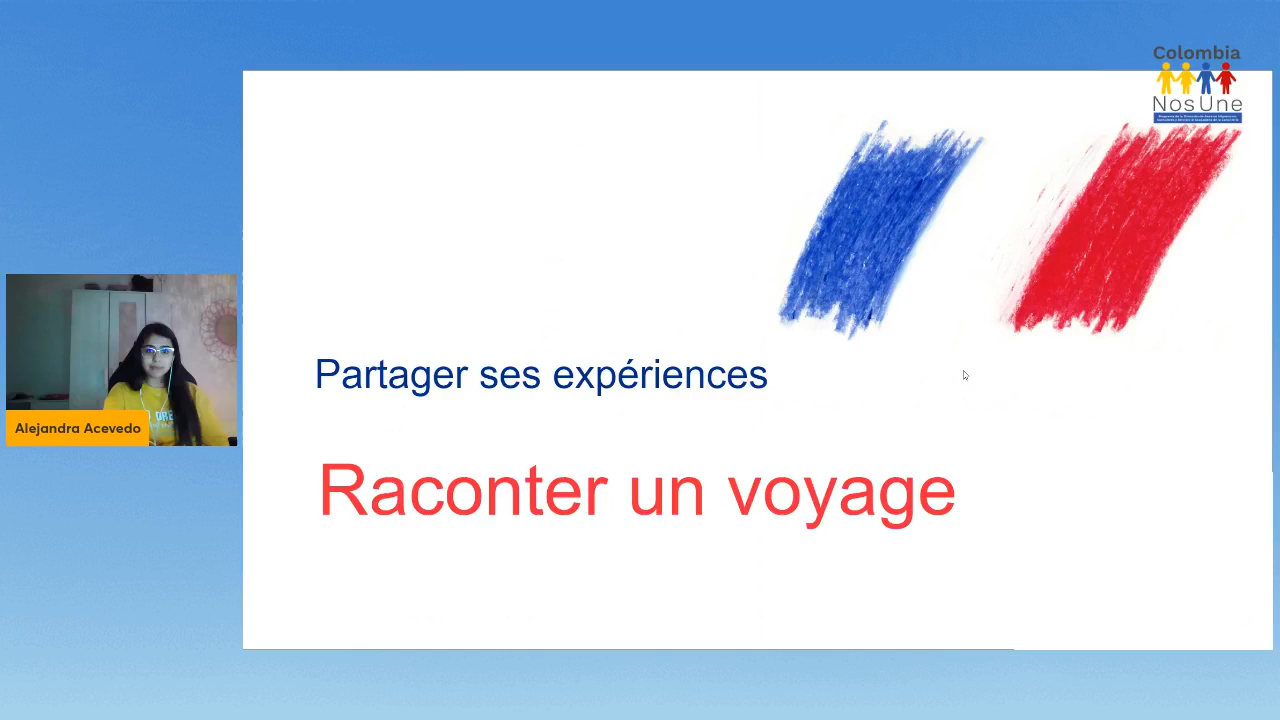 Colombia
NosUne
Partager ses expériences
Alejandra Acevedo
Raconter un voyage